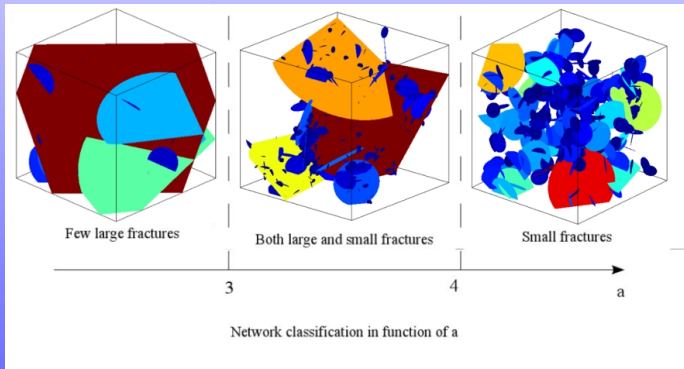 Few large fractures
Both large and small fractures
Small fractures
3
4
a
Network classification in function of a